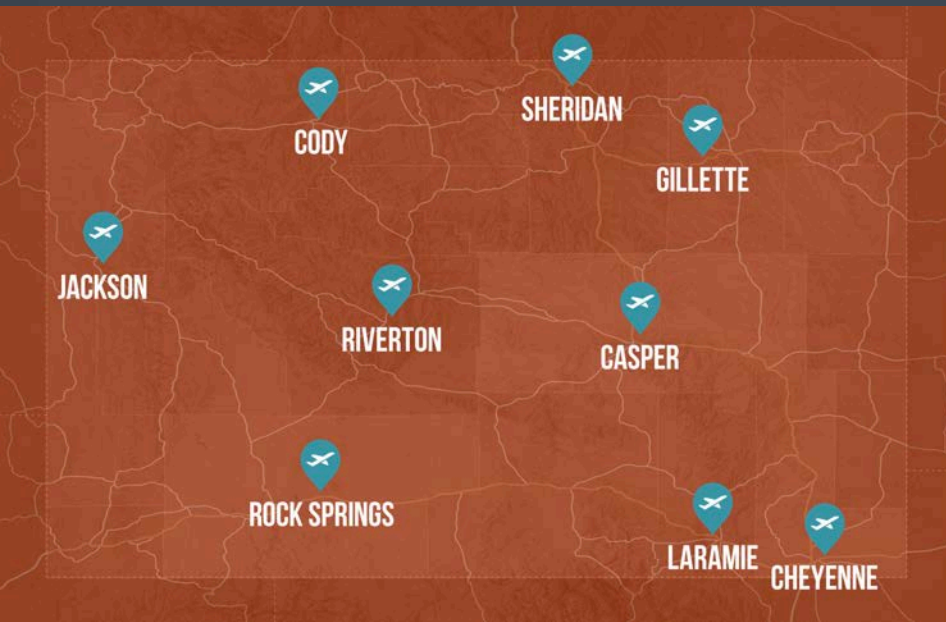 SHERIDAN
CODY
GILLETTE
JACKSON
RIVERTON
CASPER
ROCK SPRINGS
LARAMIE
CHEYENNE